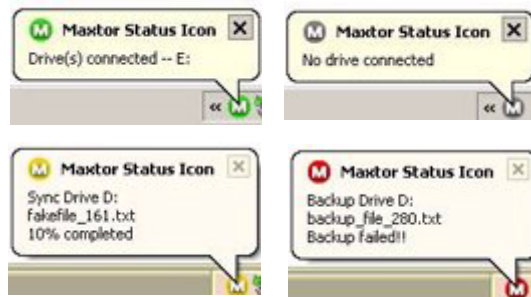 M Maxtor Status Icon X
Drive(s) connected -- E:
« M
M Maxtor Status Icon X
No drive connected
« M
M Maxtor Status Icon X
Sync Drive D:
fakefile_161.txt
10% completed
M
M Maxtor Status Icon X
Backup Drive D:
backup_file_280.txt
Backup failed!!
M